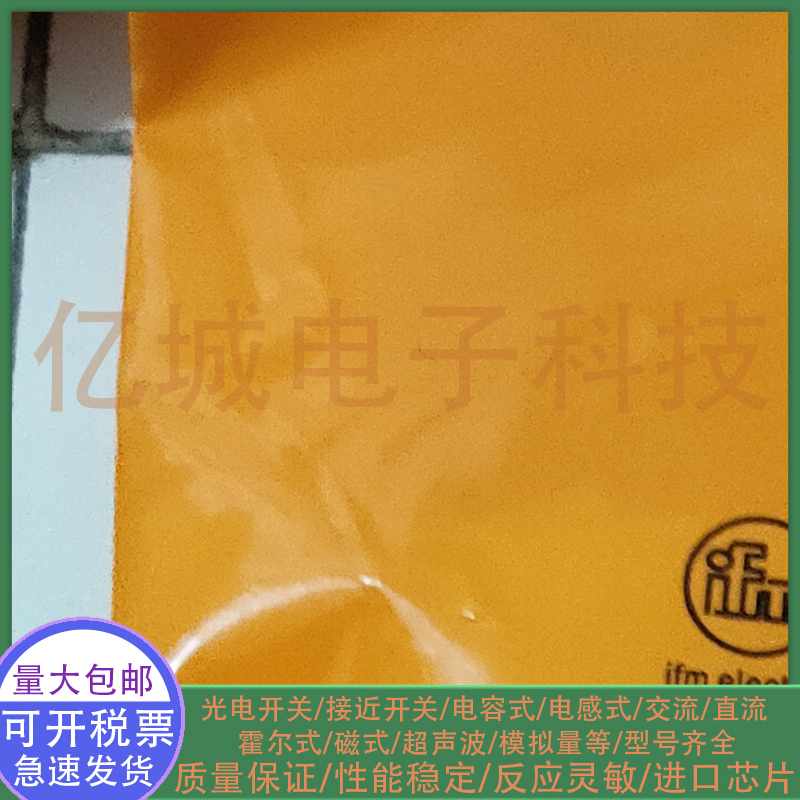 亿城电子科技
ifm
ifm elect
量大包邮
可开税票
急速发货
光电开关/接近开关/电容式/电感式/交流/直流
霍尔式/磁式/超声波/模拟量等/型号齐全
质量保证/性能稳定/反应灵敏/进口芯片